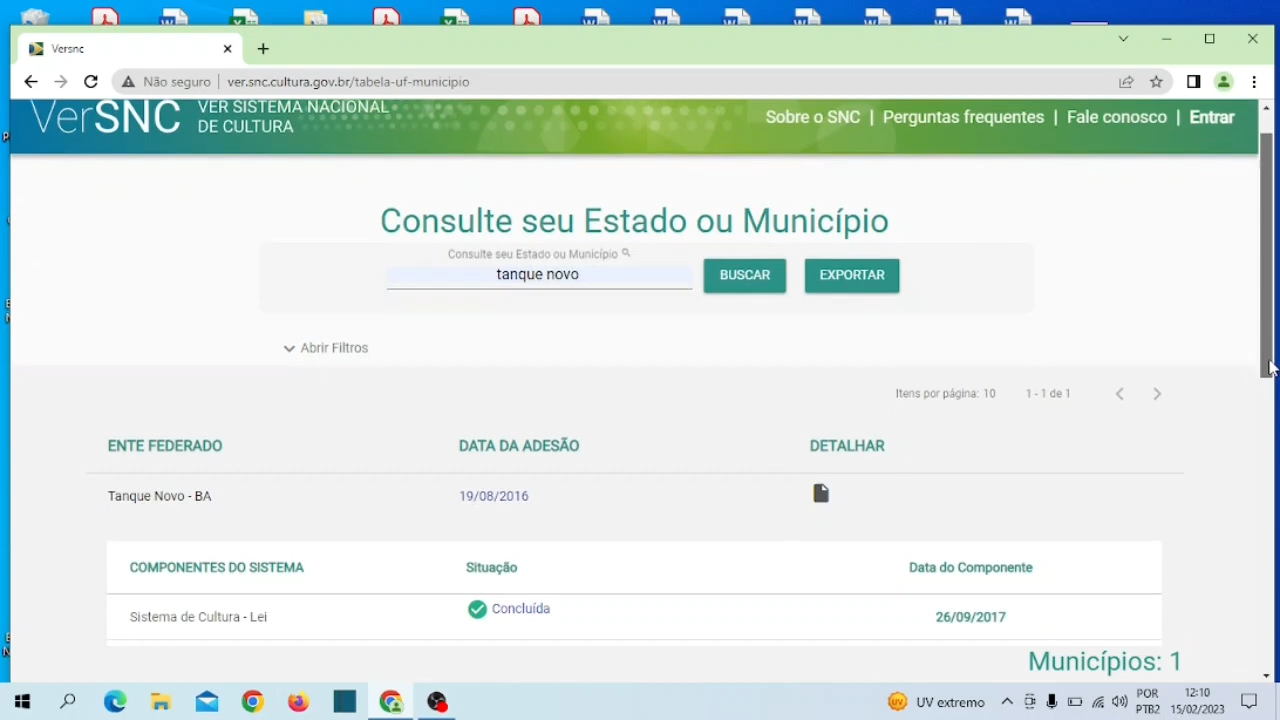 Versnc
Não seguro
ver.snc.cultura.gov.br/tabela-uf-municipio
VerSNC
VER SISTEMA NACIONAL
DE CULTURA
Sobre o SNC | Perguntas frequentes | Fale conosco | Entrar
Consulte seu Estado ou Município
Consulte seu Estado ou Município
tanque novo
BUSCAR
EXPORTAR
Abrir Filtros
Itens por página: 10
1 - 1 de 1
ENTE FEDERADO
DATA DA ADESÃO
DETALHAR
Tanque Novo - BA
19/08/2016
COMPONENTES DO SISTEMA
Situação
Data do Componente
Sistema de Cultura - Lei
Concluída
26/09/2017
Municípios: 1
UV extremo
POR
PTB2
12:10
15/02/2023